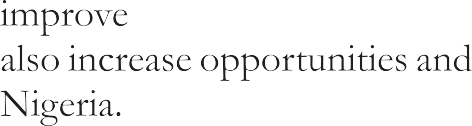 improve
also increase opportunities and
Nigeria.